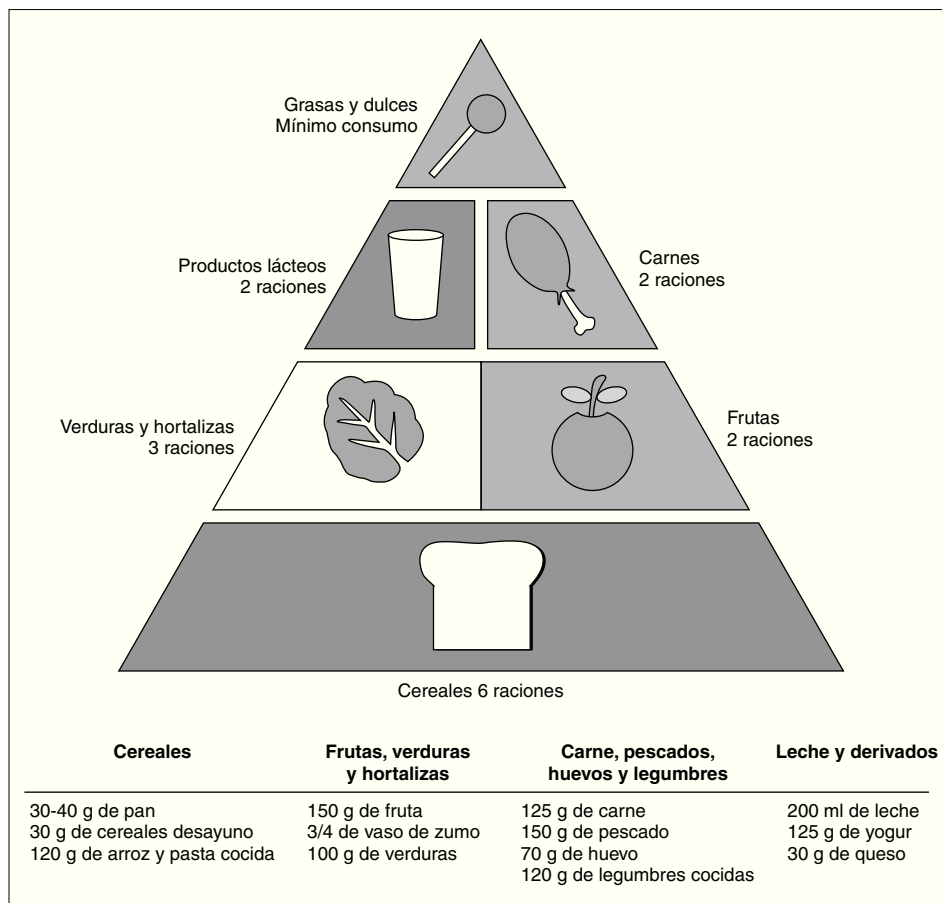 Grasas y dulces
Mínimo consumo
Productos lácteos
2 raciones
Carnes
2 raciones
Verduras y hortalizas
3 raciones
Frutas
2 raciones
Cereales 6 raciones
Cereales
Frutas, verduras
y hortalizas
Carne, pescados,
huevos y legumbres
Leche y derivados
30-40 g de pan
30 g de cereales desayuno
120 g de arroz y pasta cocida
150 g de fruta
3/4 de vaso de zumo
100 g de verduras
125 g de carne
150 g de pescado
70 g de huevo
120 g de legumbres cocidas
200 ml de leche
125 g de yogur
30 g de queso